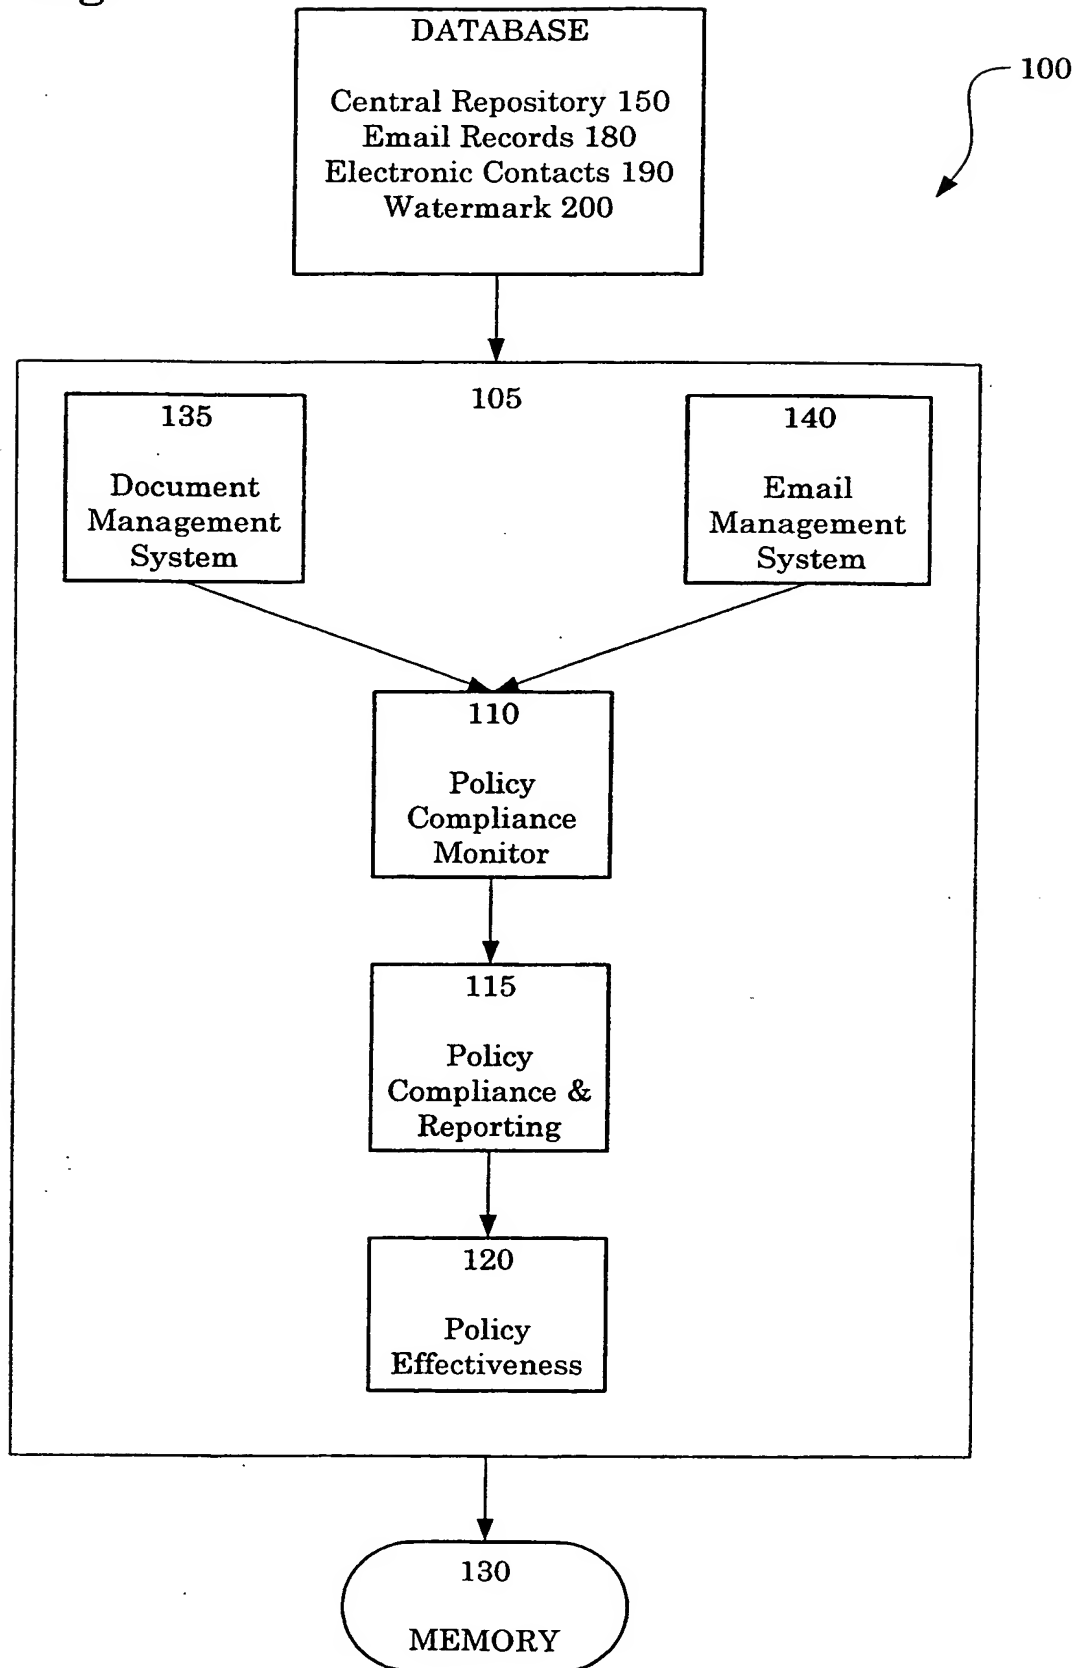 DATABASE
100
Central Repository 150
Email Records 180
Electronic Contacts 190
Watermark 200
105
135
Document
Management
System
140
Email
Management
System
110
Policy
Compliance
Monitor
115
Policy
Compliance &
Reporting
120
Policy
Effectiveness
130
MEMORY